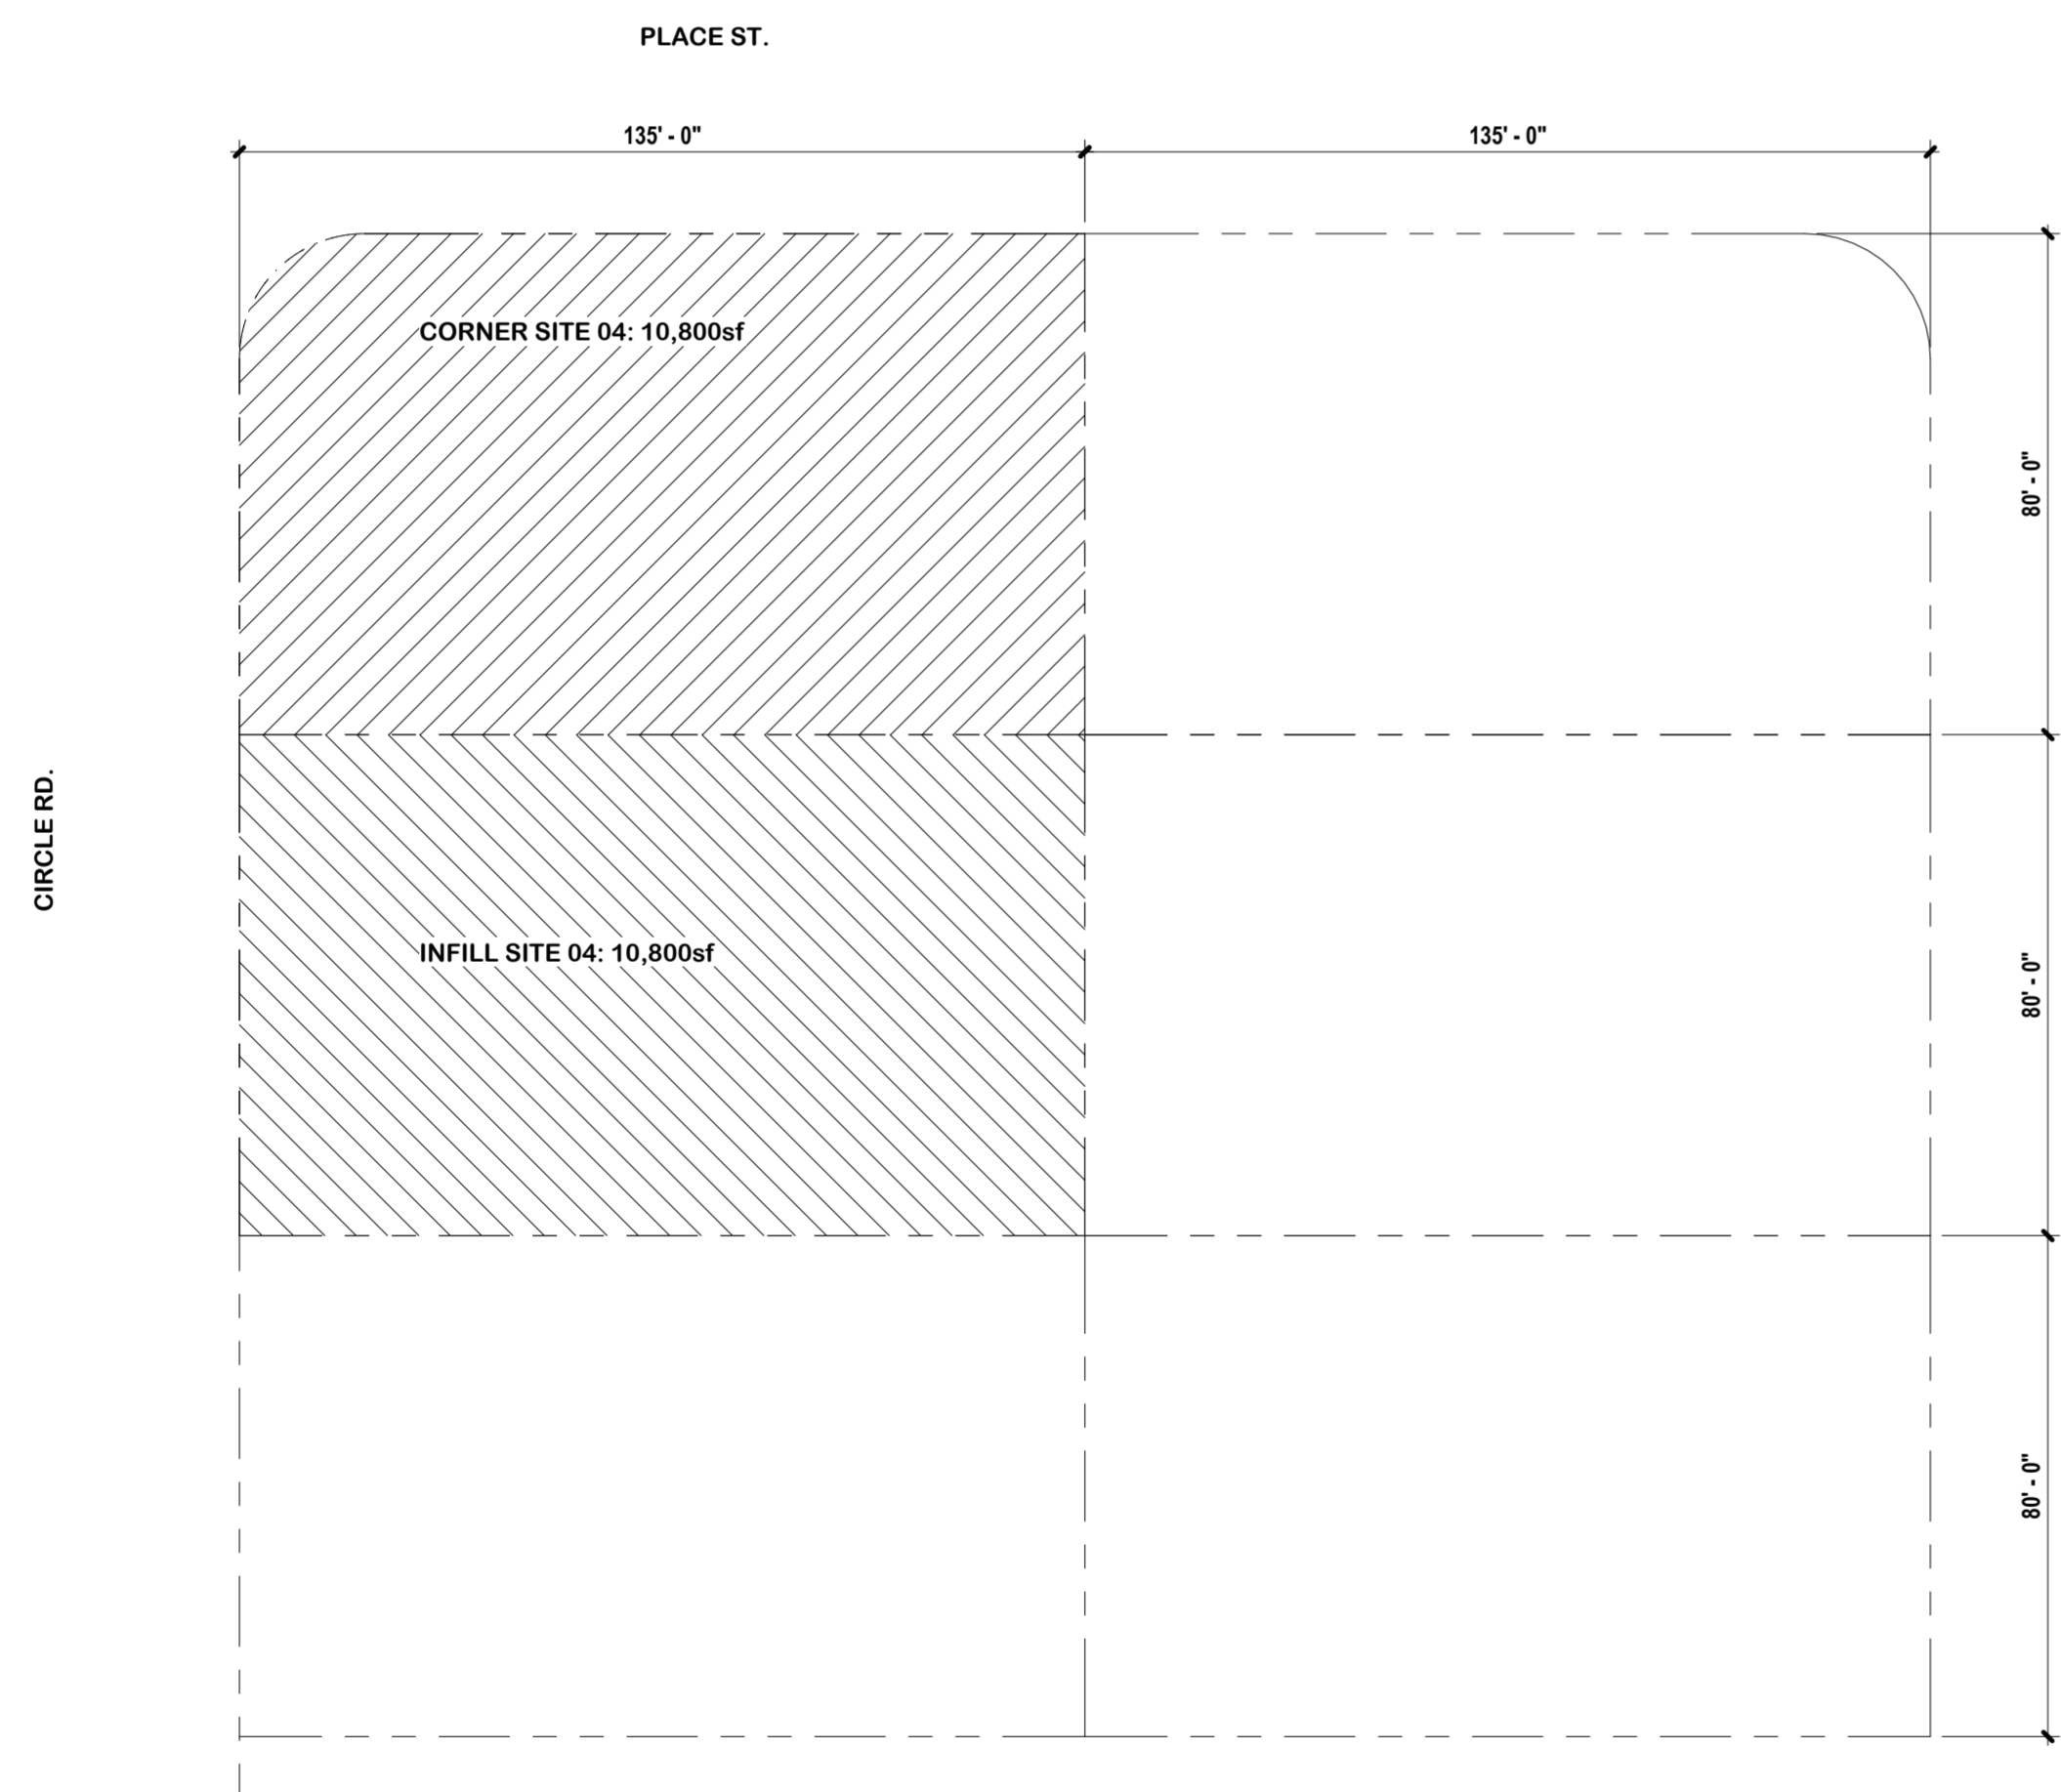 PLACE ST.
135' - 0"
135' - 0"
CORNER SITE 04: 10,800sf
80' - 0"
CIRCLE RD.
INFILL SITE 04: 10,800sf
80' - 0"
80' - 0"